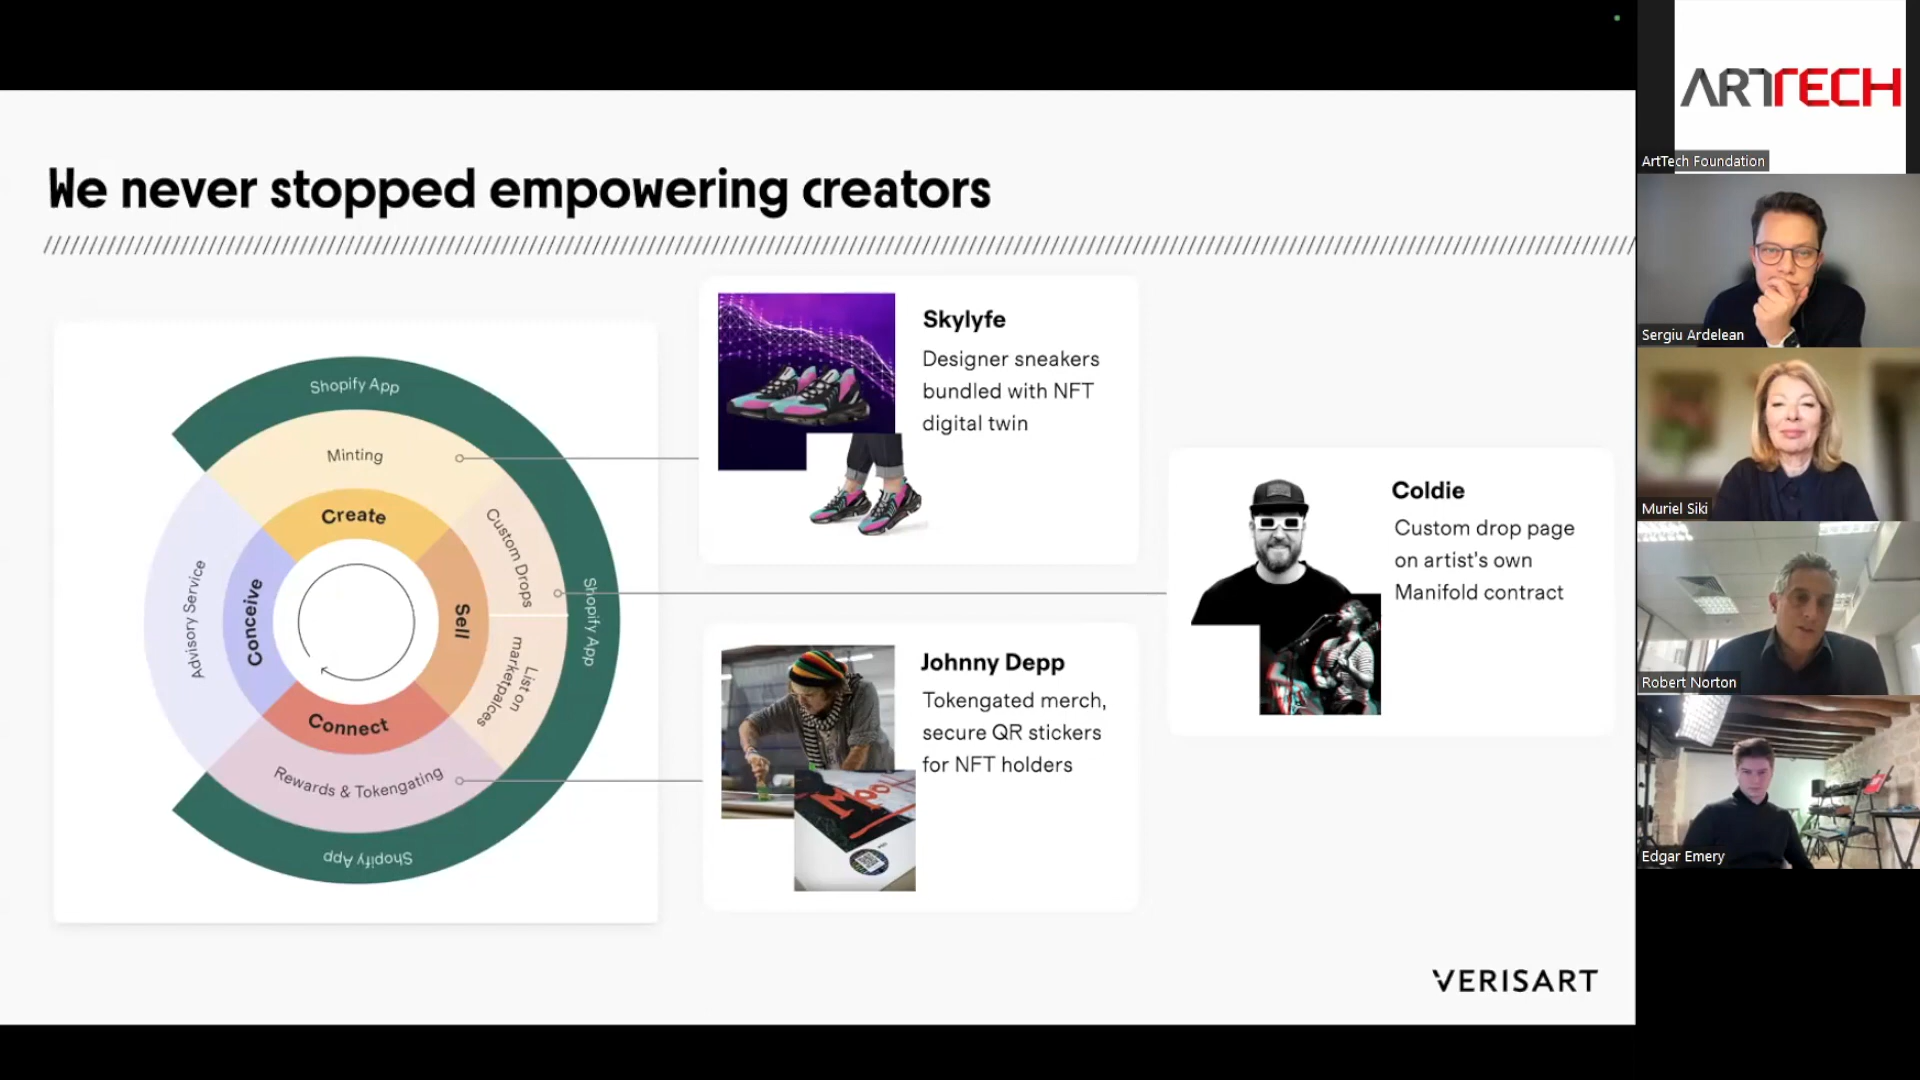 We never stopped empowering creators
Shopify App
Minting
Create
Custom Drops
Shopify App
Sell
List on
marketpalces
Advisory Service
Conceive
Connect
Rewards & Tokengating
Shopify App
Skylyfe
Designer sneakers
bundled with NFT
digital twin
Johnny Depp
Tokengated merch,
secure QR stickers
for NFT holders
Coldie
Custom drop page
on artist's own
Manifold contract
VERISART
ARTTECH
ArtTech Foundation
Sergiu Ardelean
Muriel Siki
Robert Norton
Edgar Emery